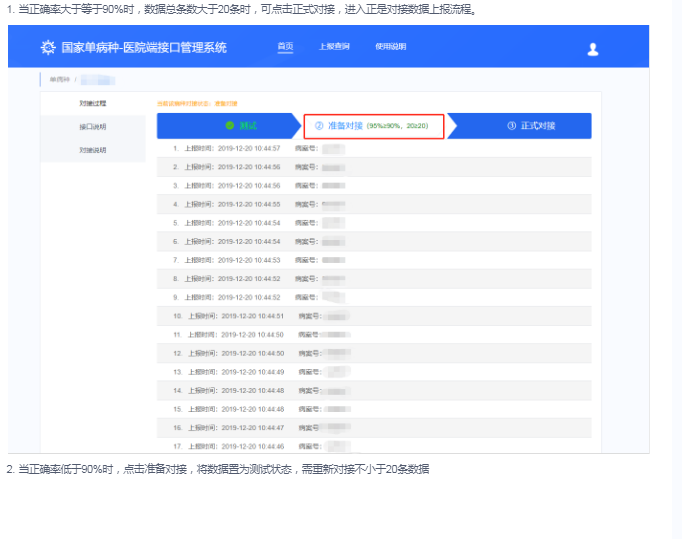 1. 当正确率大于等于90%时，数据总条数大于20条时，可点击正式对接，进入正是对接数据上报流程。
国家单病种-医院端接口管理系统 首页 上报查询 使用说明
单病种 /
对接过程
接口说明
对接说明
当前该病种对接状态：准备对接
测试 ② 准备对接 (95%≥90%，20≥20) ③ 正式对接
1. 上报时间：2019-12-20 10:44:57 病案号：
2. 上报时间：2019-12-20 10:44:56 病案号：
3. 上报时间：2019-12-20 10:44:56 病案号：
4. 上报时间：2019-12-20 10:44:55 病案号：
5. 上报时间：2019-12-20 10:44:54 病案号：
6. 上报时间：2019-12-20 10:44:54 病案号：
7. 上报时间：2019-12-20 10:44:53 病案号：
8. 上报时间：2019-12-20 10:44:52 病案号：
9. 上报时间：2019-12-20 10:44:52 病案号：
10. 上报时间：2019-12-20 10:44:51 病案号：
11. 上报时间：2019-12-20 10:44:50 病案号：
12. 上报时间：2019-12-20 10:44:50 病案号：
13. 上报时间：2019-12-20 10:44:49 病案号：
14. 上报时间：2019-12-20 10:44:48 病案号：
15. 上报时间：2019-12-20 10:44:48 病案号：
16. 上报时间：2019-12-20 10:44:47 病案号：
17. 上报时间：2019-12-20 10:44:46 病案号：
2. 当正确率低于90%时，点击准备对接，将数据置为测试状态，需重新对接不小于20条数据